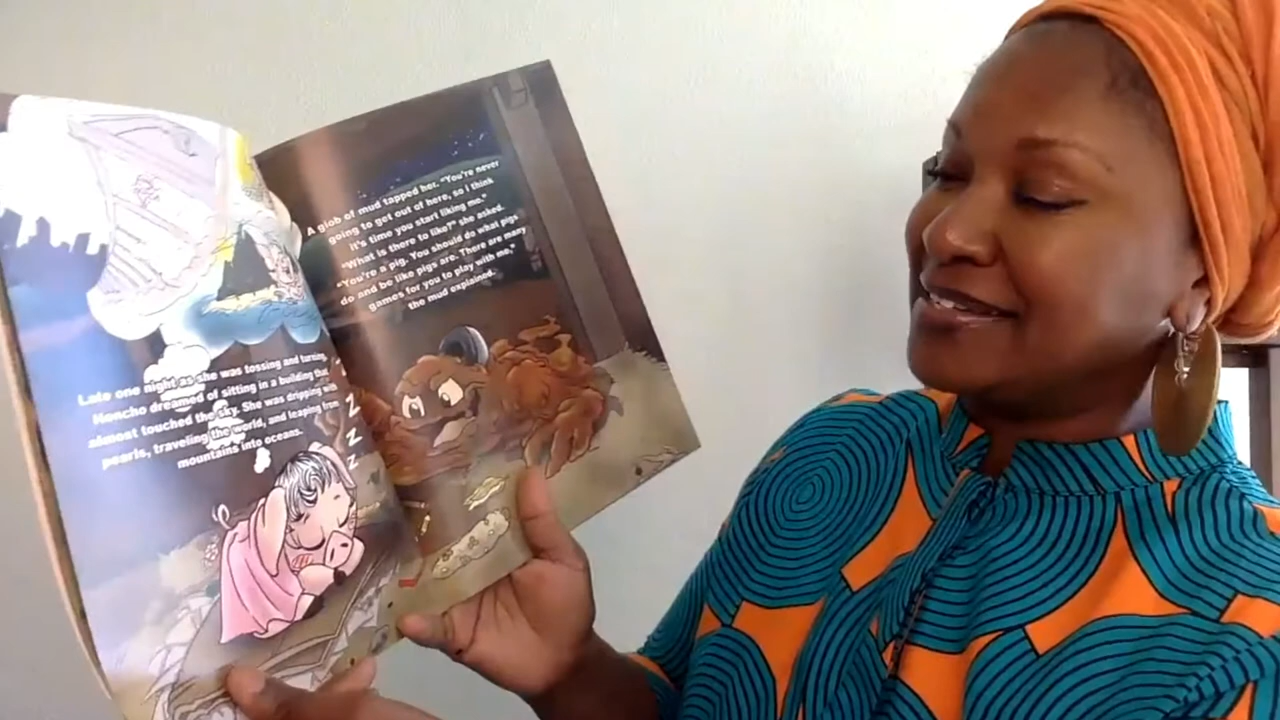 Late one night as she was tossing and turning,
Honcho dreamed of sitting in a building that
almost touched the sky. She was dripping with
pearls, traveling the world, and leaping from
mountains into oceans.
Z
Z
Z
A glob of mud tapped her. "You're never
going to get out of here, so I think
it's time you start liking me."
"What is there to like?" she asked.
"You're a pig. You should do what pigs
do and be like pigs are. There are many
games for you to play with me,"
the mud explained.